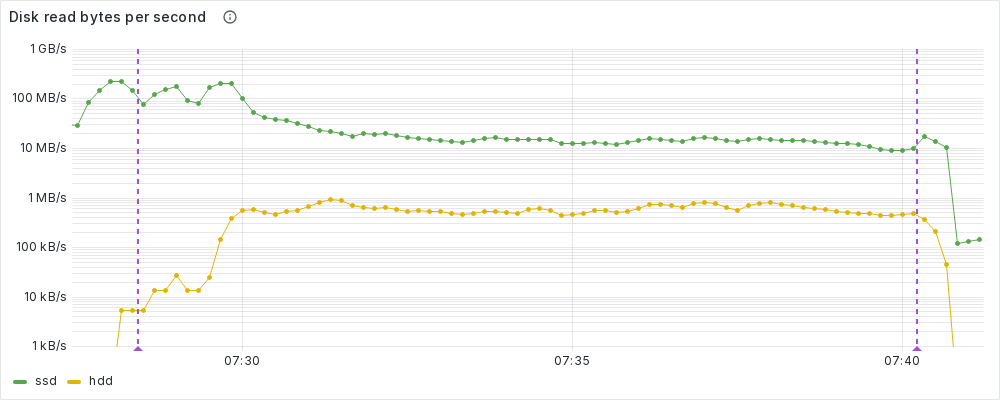 Disk read bytes per second
1 GB/s
100 MB/s
10 MB/s
1 MB/s
100 kB/s
10 kB/s
1 kB/s
07:30 07:35 07:40
ssd hdd